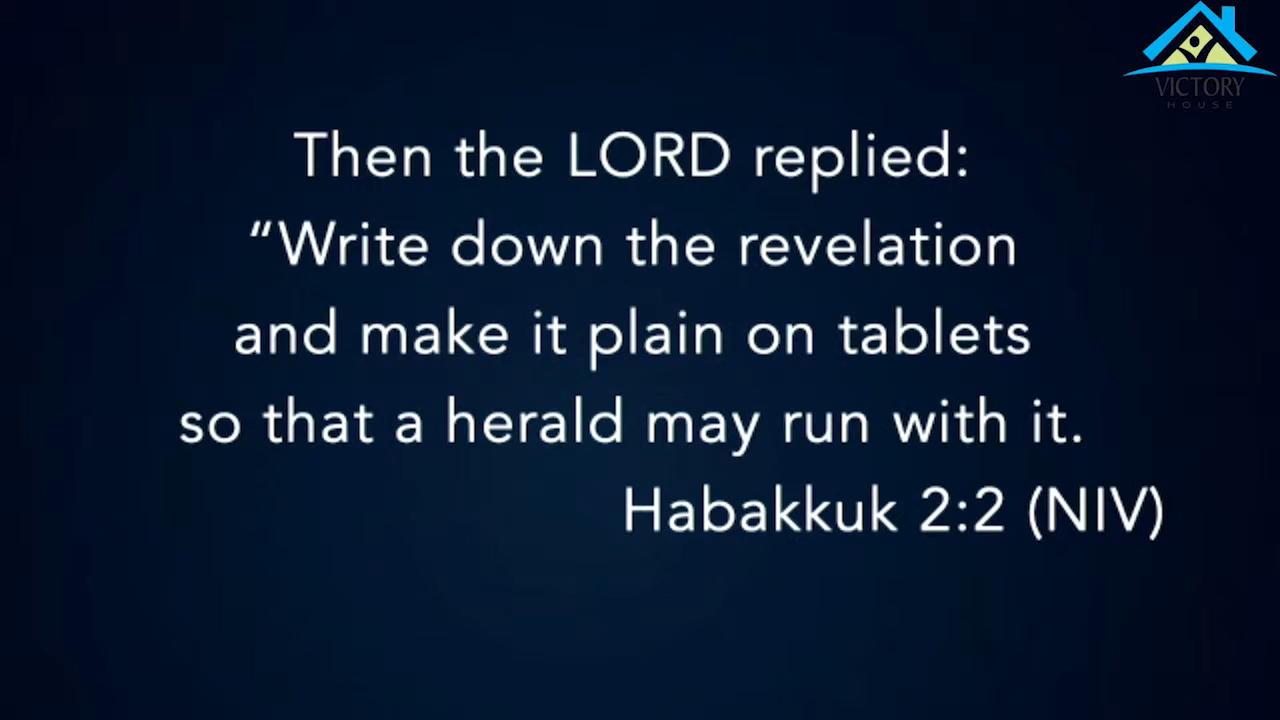 VICTORY
HOUSE
Then the LORD replied:
“Write down the revelation
and make it plain on tablets
so that a herald may run with it.
Habakkuk 2:2 (NIV)